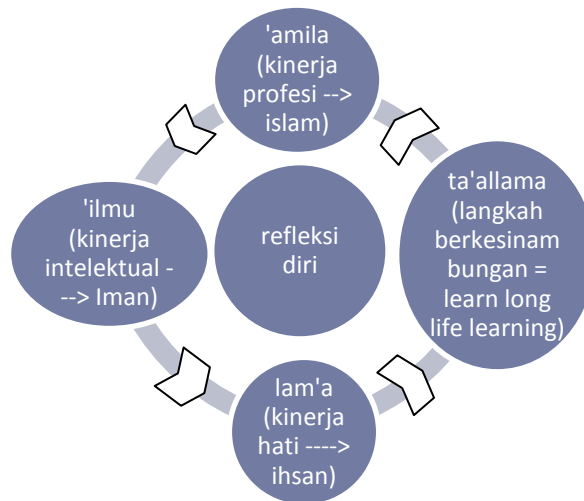 'amila
(kinerja
profesi -->
islam)
ta'allama
(langkah
berkesinam
bungan =
learn long
life learning)
'ilmu
(kinerja
intelektual -
--> Iman)
refleksi
diri
lam'a
(kinerja
hati ---->
ihsan)